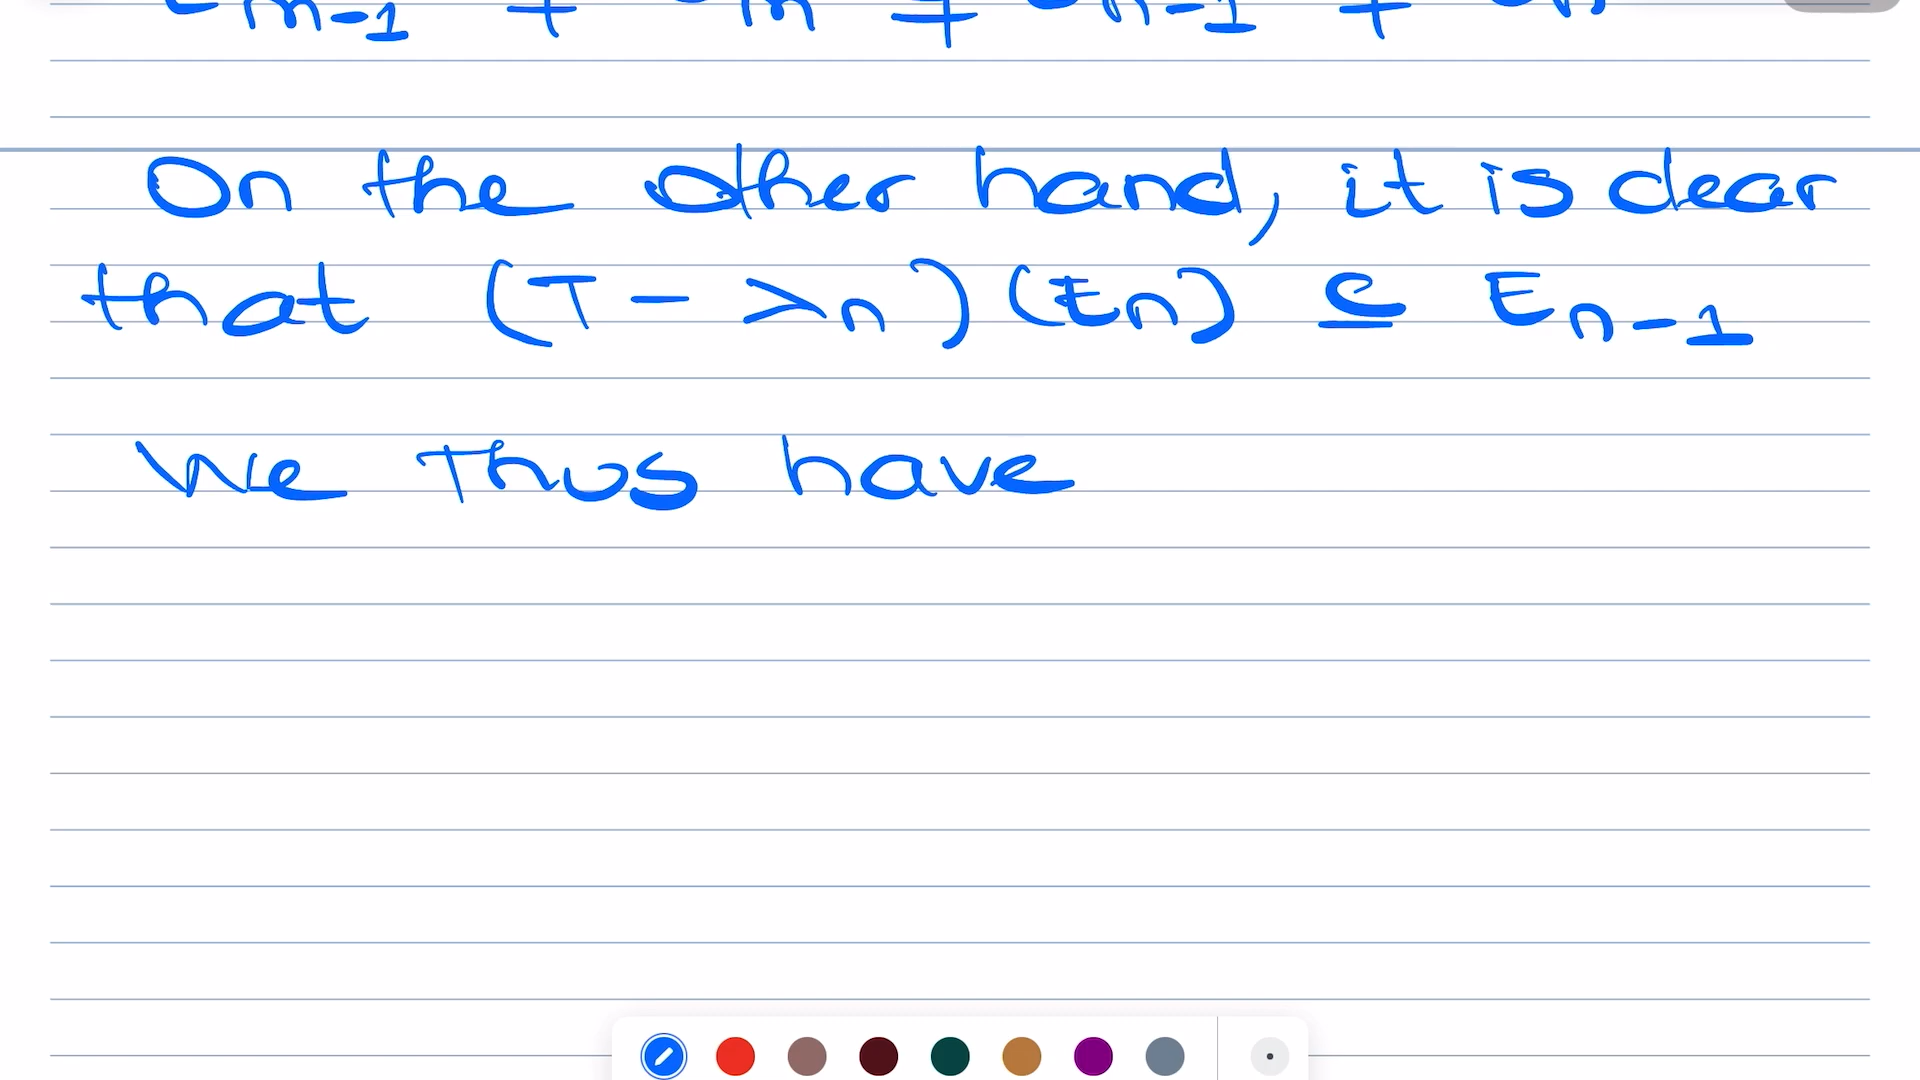 On the other hand, it is clear
that (T - λn)(En) ⊆ En-1
We Thus have